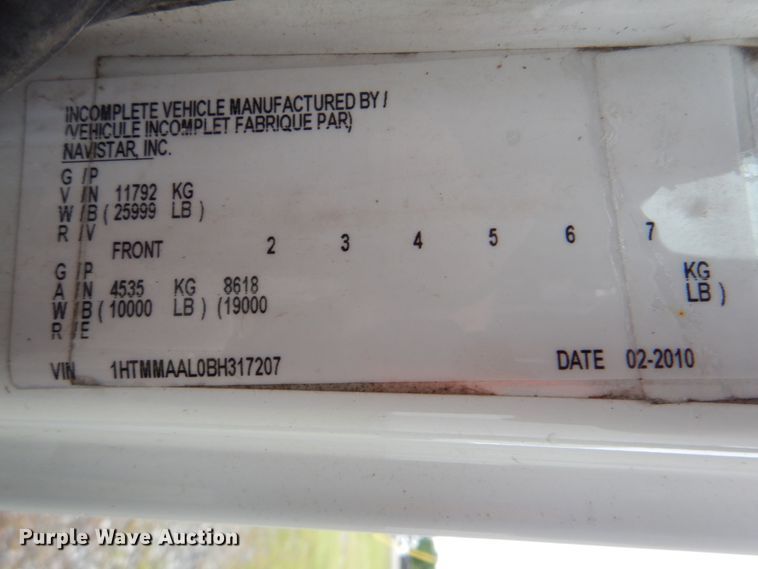 INCOMPLETE VEHICLE MANUFACTURED BY /
/VEHICULE INCOMPLET FABRIQUE PAR)
NAVISTAR, INC.
G /P
V /N 11792 KG
W /B ( 25999 LB )
R /V
FRONT 2 3 4 5 6 7
G /P
A /N 4535 KG 8618 KG
W /B ( 10000 LB ) (19000 LB )
R /E
VIN 1HTMMAAL0BH317207 DATE 02-2010
Purple Wave Auction